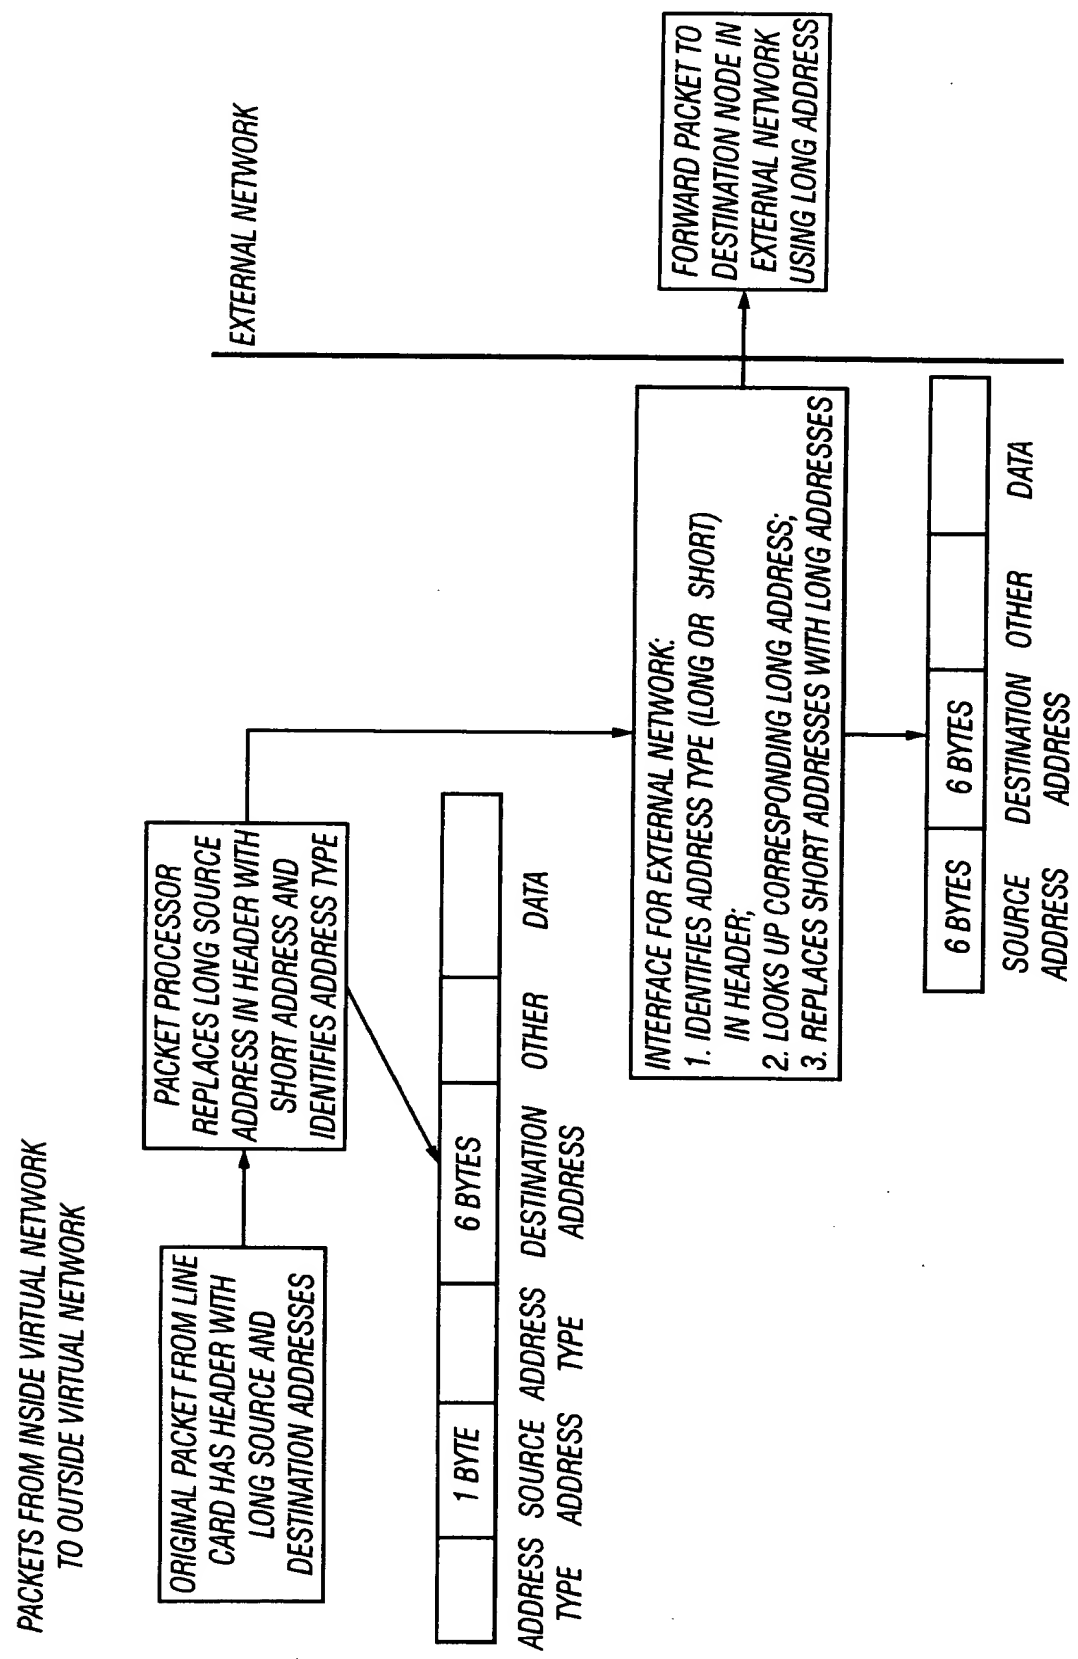 PACKETS FROM INSIDE VIRTUAL NETWORK
TO OUTSIDE VIRTUAL NETWORK
ORIGINAL PACKET FROM LINE
CARD HAS HEADER WITH
LONG SOURCE AND
DESTINATION ADDRESSES
PACKET PROCESSOR
REPLACES LONG SOURCE
ADDRESS IN HEADER WITH
SHORT ADDRESS AND
IDENTIFIES ADDRESS TYPE
EXTERNAL NETWORK
1 BYTE
6 BYTES
ADDRESS TYPE
SOURCE ADDRESS
ADDRESS TYPE
DESTINATION ADDRESS
OTHER
DATA
INTERFACE FOR EXTERNAL NETWORK:
1. IDENTIFIES ADDRESS TYPE (LONG OR SHORT)
IN HEADER;
2. LOOKS UP CORRESPONDING LONG ADDRESS;
3. REPLACES SHORT ADDRESSES WITH LONG ADDRESSES
FORWARD PACKET TO
DESTINATION NODE IN
EXTERNAL NETWORK
USING LONG ADDRESS
6 BYTES
6 BYTES
SOURCE ADDRESS
DESTINATION ADDRESS
OTHER
DATA